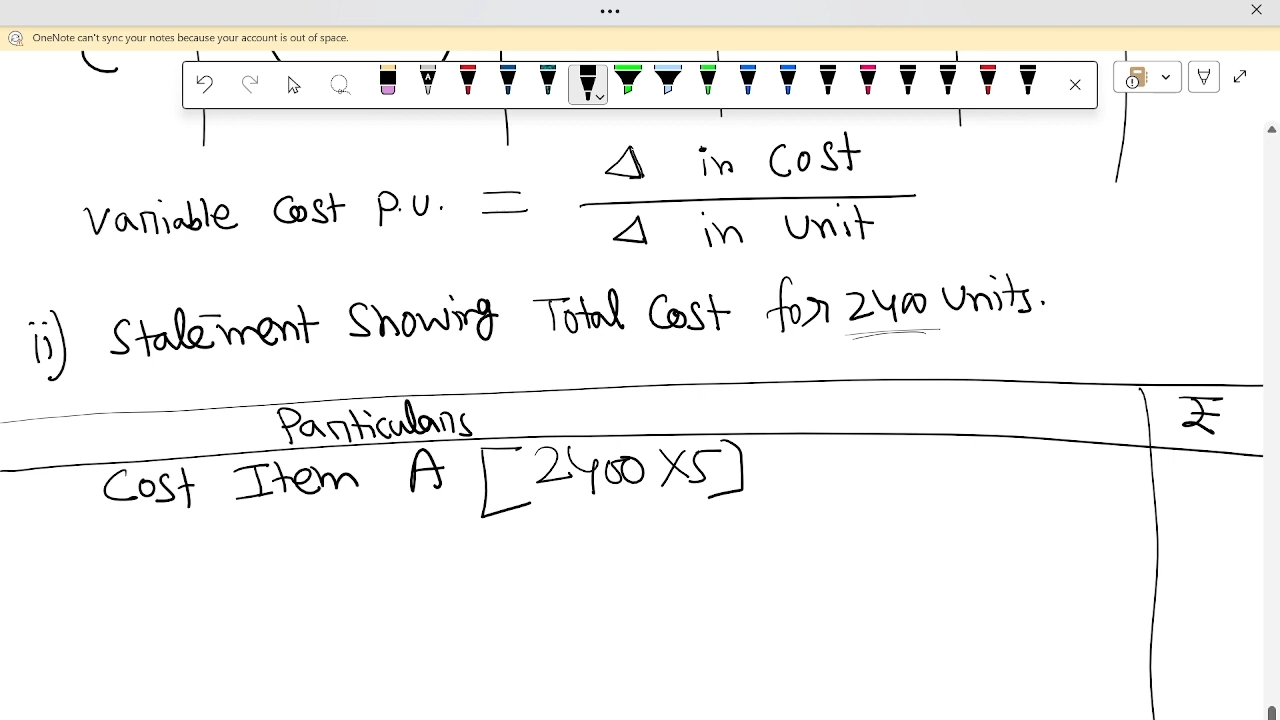 OneNote can't sync your notes because your account is out of space.
Variable Cost P.U. = Δ in Cost
Δ in Unit
ii) Statement Showing Total Cost for 2400 Units.
Particulars ₹
Cost Item A [2400 X5]